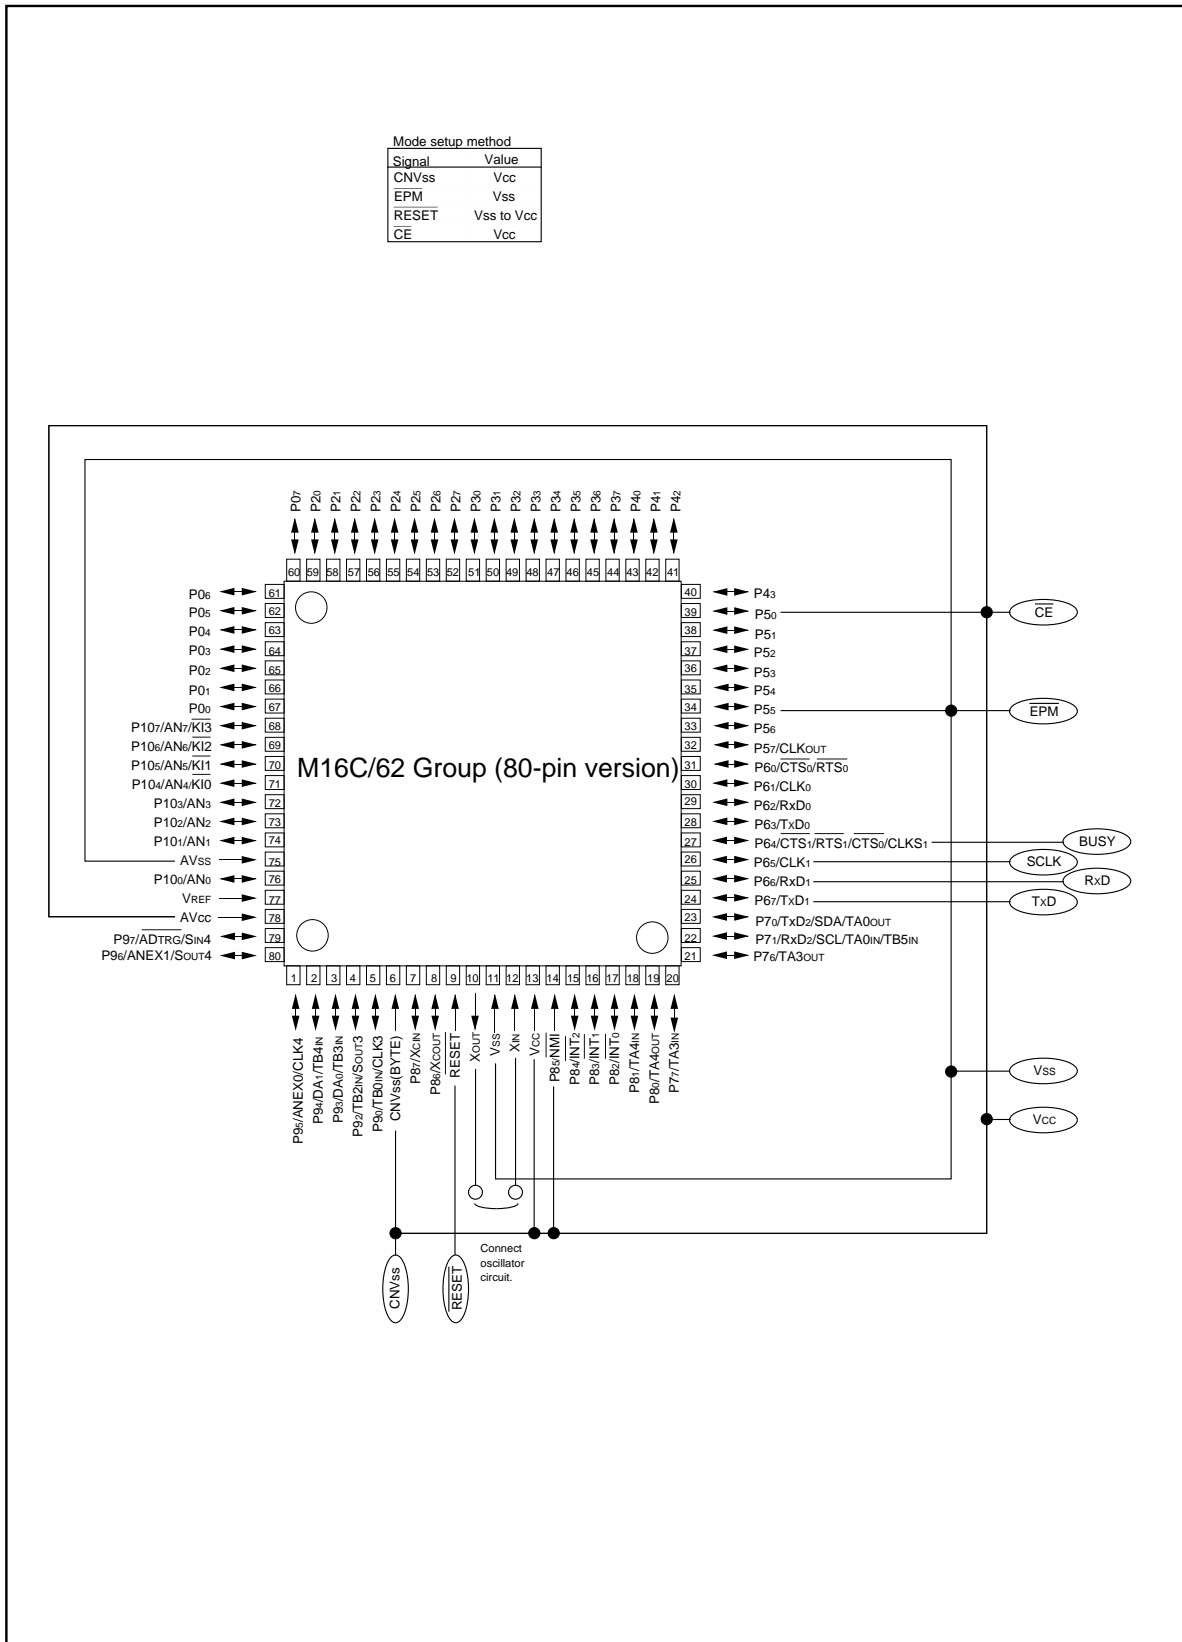 Mode setup method
Signal Value
CNVss Vcc
EPM Vss
RESET Vss to Vcc
CE Vcc
P07 P20 P21 P22 P23 P24 P25 P26 P27 P30 P31 P32 P33 P34 P35 P36 P37 P40 P41 P42
60 59 58 57 56 55 54 53 52 51 50 49 48 47 46 45 44 43 42 41
P06 61
P05 62
P04 63
P03 64
P02 65
P01 66
P00 67
P107/AN7/KI3 68
P106/AN6/KI2 69
P105/AN5/KI1 70
P104/AN4/KI0 71
P103/AN3 72
P102/AN2 73
P101/AN1 74
AVss 75
P100/AN0 76
VREF 77
AVcc 78
P97/ADTRG/SIN4 79
P96/ANEX1/SOUT4 80
M16C/62 Group (80-pin version)
40 P43
39 P50 CE
38 P51
37 P52
36 P53
35 P54
34 P55 EPM
33 P56
32 P57/CLKOUT
31 P60/CTS0/RTS0
30 P61/CLK0
29 P62/RxD0
28 P63/TxD0
27 P64/CTS1/RTS1/CTS0/CLKS1 BUSY
26 P65/CLK1 SCLK
25 P66/RxD1 RxD
24 P67/TxD1 TxD
23 P70/TxD2/SDA/TA0OUT
22 P71/RxD2/SCL/TA0IN/TB5IN
21 P76/TA3OUT
1 2 3 4 5 6 7 8 9 10 11 12 13 14 15 16 17 18 19 20
P95/ANEX0/CLK4
P94/DA1/TB4IN
P93/DA0/TB3IN
P92/TB2IN/SOUT3
P90/TB0IN/CLK3
CNVss(BYTE)
P87/XCIN
P86/XCOUT
RESET
XOUT
Vss
XIN
Vcc
P85/NMI
P84/INT2
P83/INT1
P82/INT0
P81/TA4IN
P80/TA4OUT
P77/TA3IN
Vss
Vcc
Connect
oscillator
circuit.
CNVss
RESET